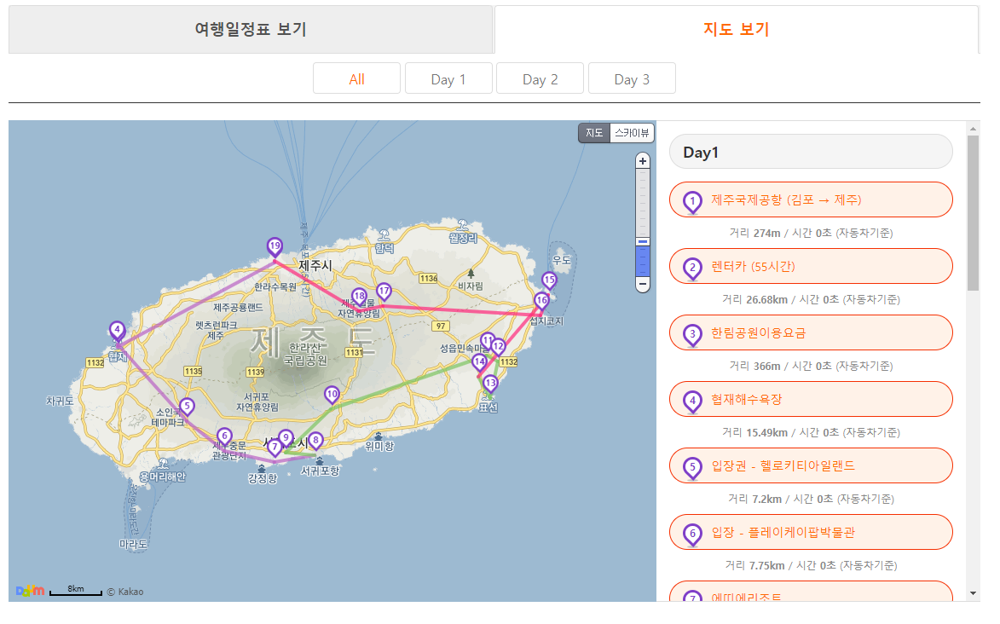 여행일정표 보기
지도 보기
All
Day 1
Day 2
Day 3
지도
스카이뷰
우도
월정리
함덕
제주시
19
1136
비자림
15
한라수목원
18
17
16
자연휴양림
섭지코지
제주공룡랜드
4
렛츠런파크
제주
제주도
97
협재
한라산
국립공원
1131
성읍민속마을
11
12
1132
1135
1139
14
1132
13
표선
차귀도
10
서귀포
자연휴양림
5
소인국
테마파크
6
9
7
8
제주중문
관광단지
위미항
강정항
서귀포항
용머리해안
마라도
Daum
8km
© Kakao
Day1
1 제주국제공항 (김포 → 제주)
거리 274m / 시간 0초 (자동차기준)
2 렌터카 (55시간)
거리 26.68km / 시간 0초 (자동차기준)
3 한림공원이용요금
거리 366m / 시간 0초 (자동차기준)
4 협재해수욕장
거리 15.49km / 시간 0초 (자동차기준)
5 입장권 - 헬로키티아일랜드
거리 7.2km / 시간 0초 (자동차기준)
6 입장 - 플레이케이팝박물관
거리 7.75km / 시간 0초 (자동차기준)
7 에띠에리조트